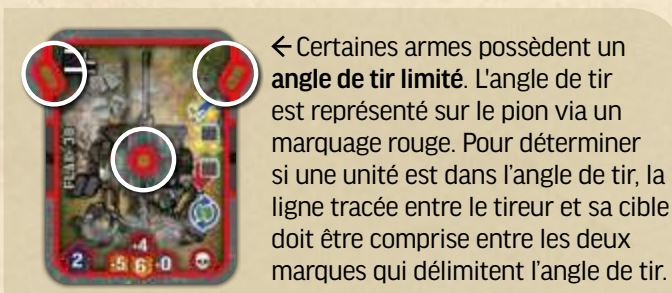 ← Certaines armes possèdent un
angle de tir limité. L'angle de tir
est représenté sur le pion via un
marquage rouge. Pour déterminer
si une unité est dans l'angle de tir, la
ligne tracée entre le tireur et sa cible
doit être comprise entre les deux
marques qui délimitent l'angle de tir.
FLAK 38
-4
2
-5 6 -0